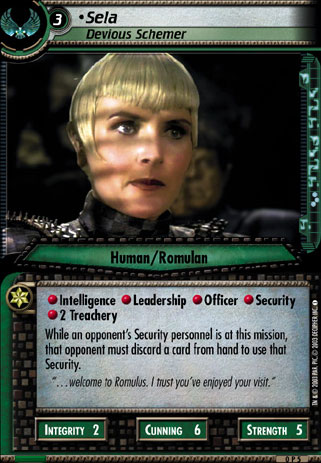 3
•Sela
Devious Schemer
Human/Romulan
Intelligence Leadership Officer Security
2 Treachery
While an opponent's Security personnel is at this mission,
that opponent must discard a card from hand to use that
Security.
"…welcome to Romulus. I trust you've enjoyed your visit."
INTEGRITY 2 CUNNING 6 STRENGTH 5